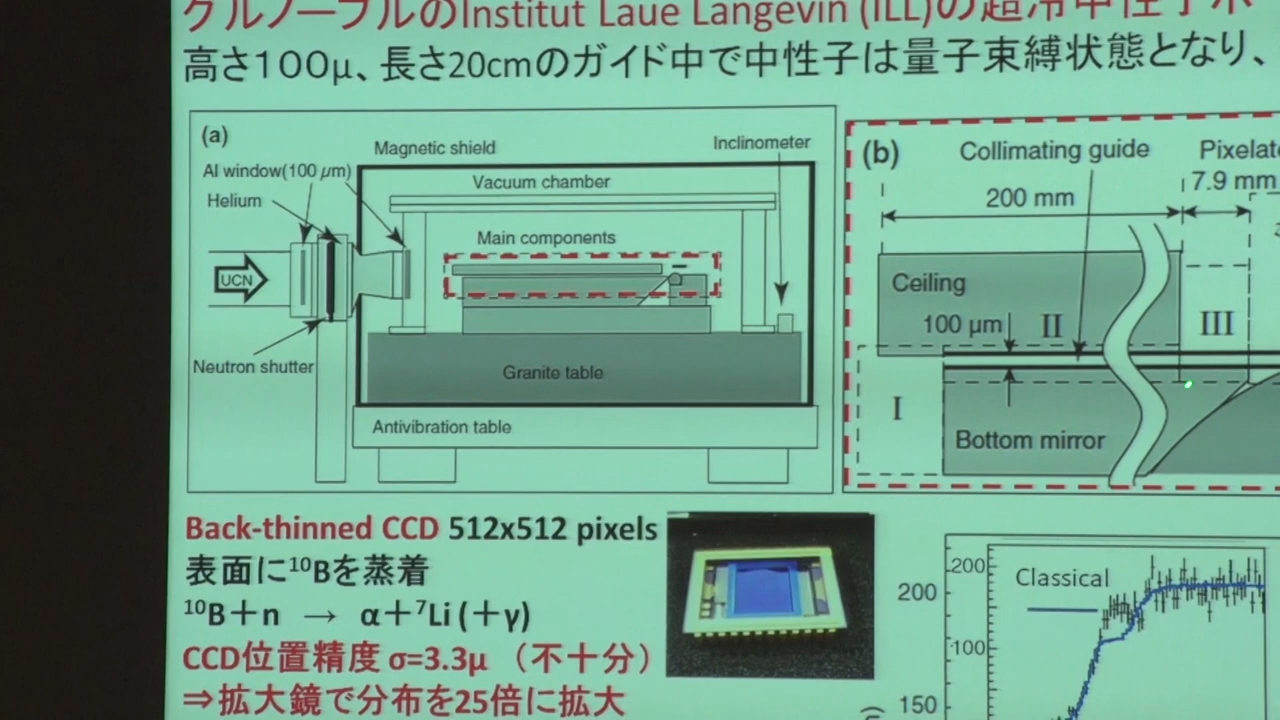 グルノーブルのInstitut Laue Langevin (ILL)の超冷中性子
高さ100μ、長さ20cmのガイド中で中性子は量子束縛状態となり、
(a)
Magnetic shield
Inclinometer
Al window(100 μm)
Vacuum chamber
Helium
Main components
UCN
Neutron shutter
Granite table
Antivibration table
(b)
Collimating guide
200 mm
7.9 mm
Ceiling
100 μm
II
III
I
Bottom mirror
Back-thinned CCD 512x512 pixels
表面に¹⁰Bを蒸着
¹⁰B＋n → α＋⁷Li (＋γ)
CCD位置精度 σ=3.3μ （不十分）
⇒拡大鏡で分布を25倍に拡大
200
150
200
100
Classical